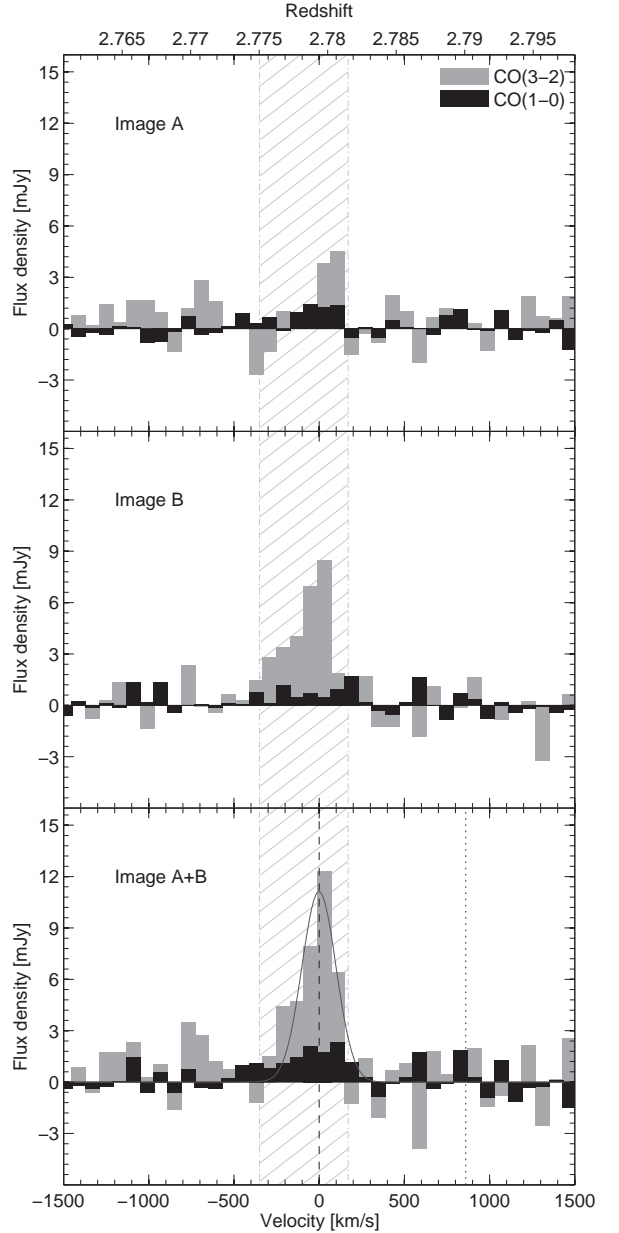 Redshift
2.765 2.77 2.775 2.78 2.785 2.79 2.795
15
12
9
6
3
0
−3
Flux density [mJy]
Image A
CO(3−2)
CO(1−0)
15
12
9
6
3
0
−3
Flux density [mJy]
Image B
15
12
9
6
3
0
−3
Flux density [mJy]
Image A+B
−1500 −1000 −500 0 500 1000 1500
Velocity [km/s]